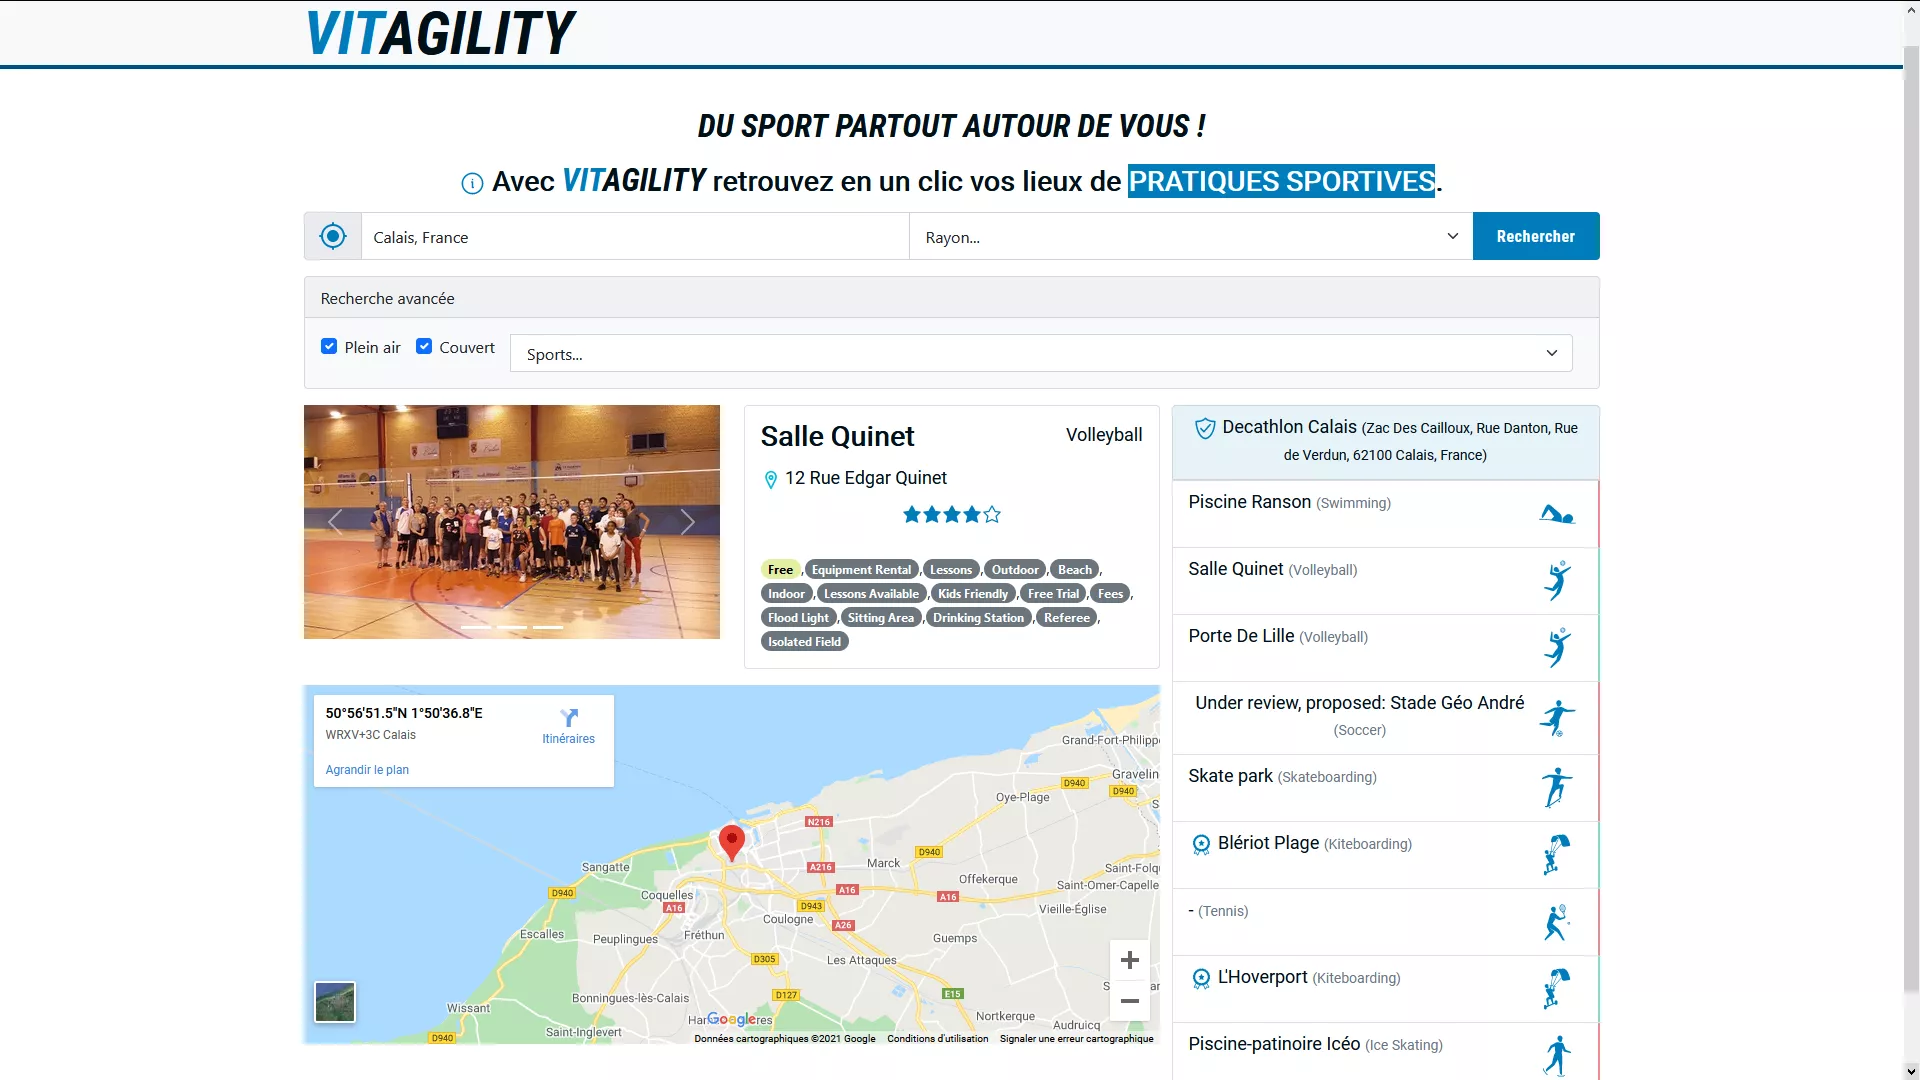 VITAGILITY
DU SPORT PARTOUT AUTOUR DE VOUS !
Avec VITAGILITY retrouvez en un clic vos lieux de PRATIQUES SPORTIVES.
Calais, France
Rayon...
Rechercher
Recherche avancée
Plein air
Couvert
Sports...
Salle Quinet
Volleyball
12 Rue Edgar Quinet
Free, Equipment Rental, Lessons, Outdoor, Beach,
Indoor, Lessons Available, Kids Friendly, Free Trial, Fees,
Flood Light, Sitting Area, Drinking Station, Referee,
Isolated Field
Decathlon Calais (Zac Des Cailloux, Rue Danton, Rue
de Verdun, 62100 Calais, France)
Piscine Ranson (Swimming)
Salle Quinet (Volleyball)
Porte De Lille (Volleyball)
Under review, proposed: Stade Géo André
(Soccer)
Skate park (Skateboarding)
Blériot Plage (Kiteboarding)
- (Tennis)
L'Hoverport (Kiteboarding)
Piscine-patinoire Icéo (Ice Skating)
50°56'51.5"N 1°50'36.8"E
WRXV+3C Calais
Itinéraires
Agrandir le plan
Grand-Fort-Philippe
Gravelin
D940
D940
Oye-Plage
N216
D940
Sangatte
A216
Marck
Saint-Folq
Offekerque
Saint-Omer-Capelle
D940
Coquelles
A16
A16
A16
D943
Vieille-Église
Coulogne
A26
Escalles
Peuplingues
Fréthun
Guemps
D305
Les Attaques
E15
D127
Bonningues-lès-Calais
Wissant
Nortkerque
Audruicq
Saint-Inglevert
D940
Google
Données cartographiques ©2021 Google
Conditions d'utilisation
Signaler une erreur cartographique